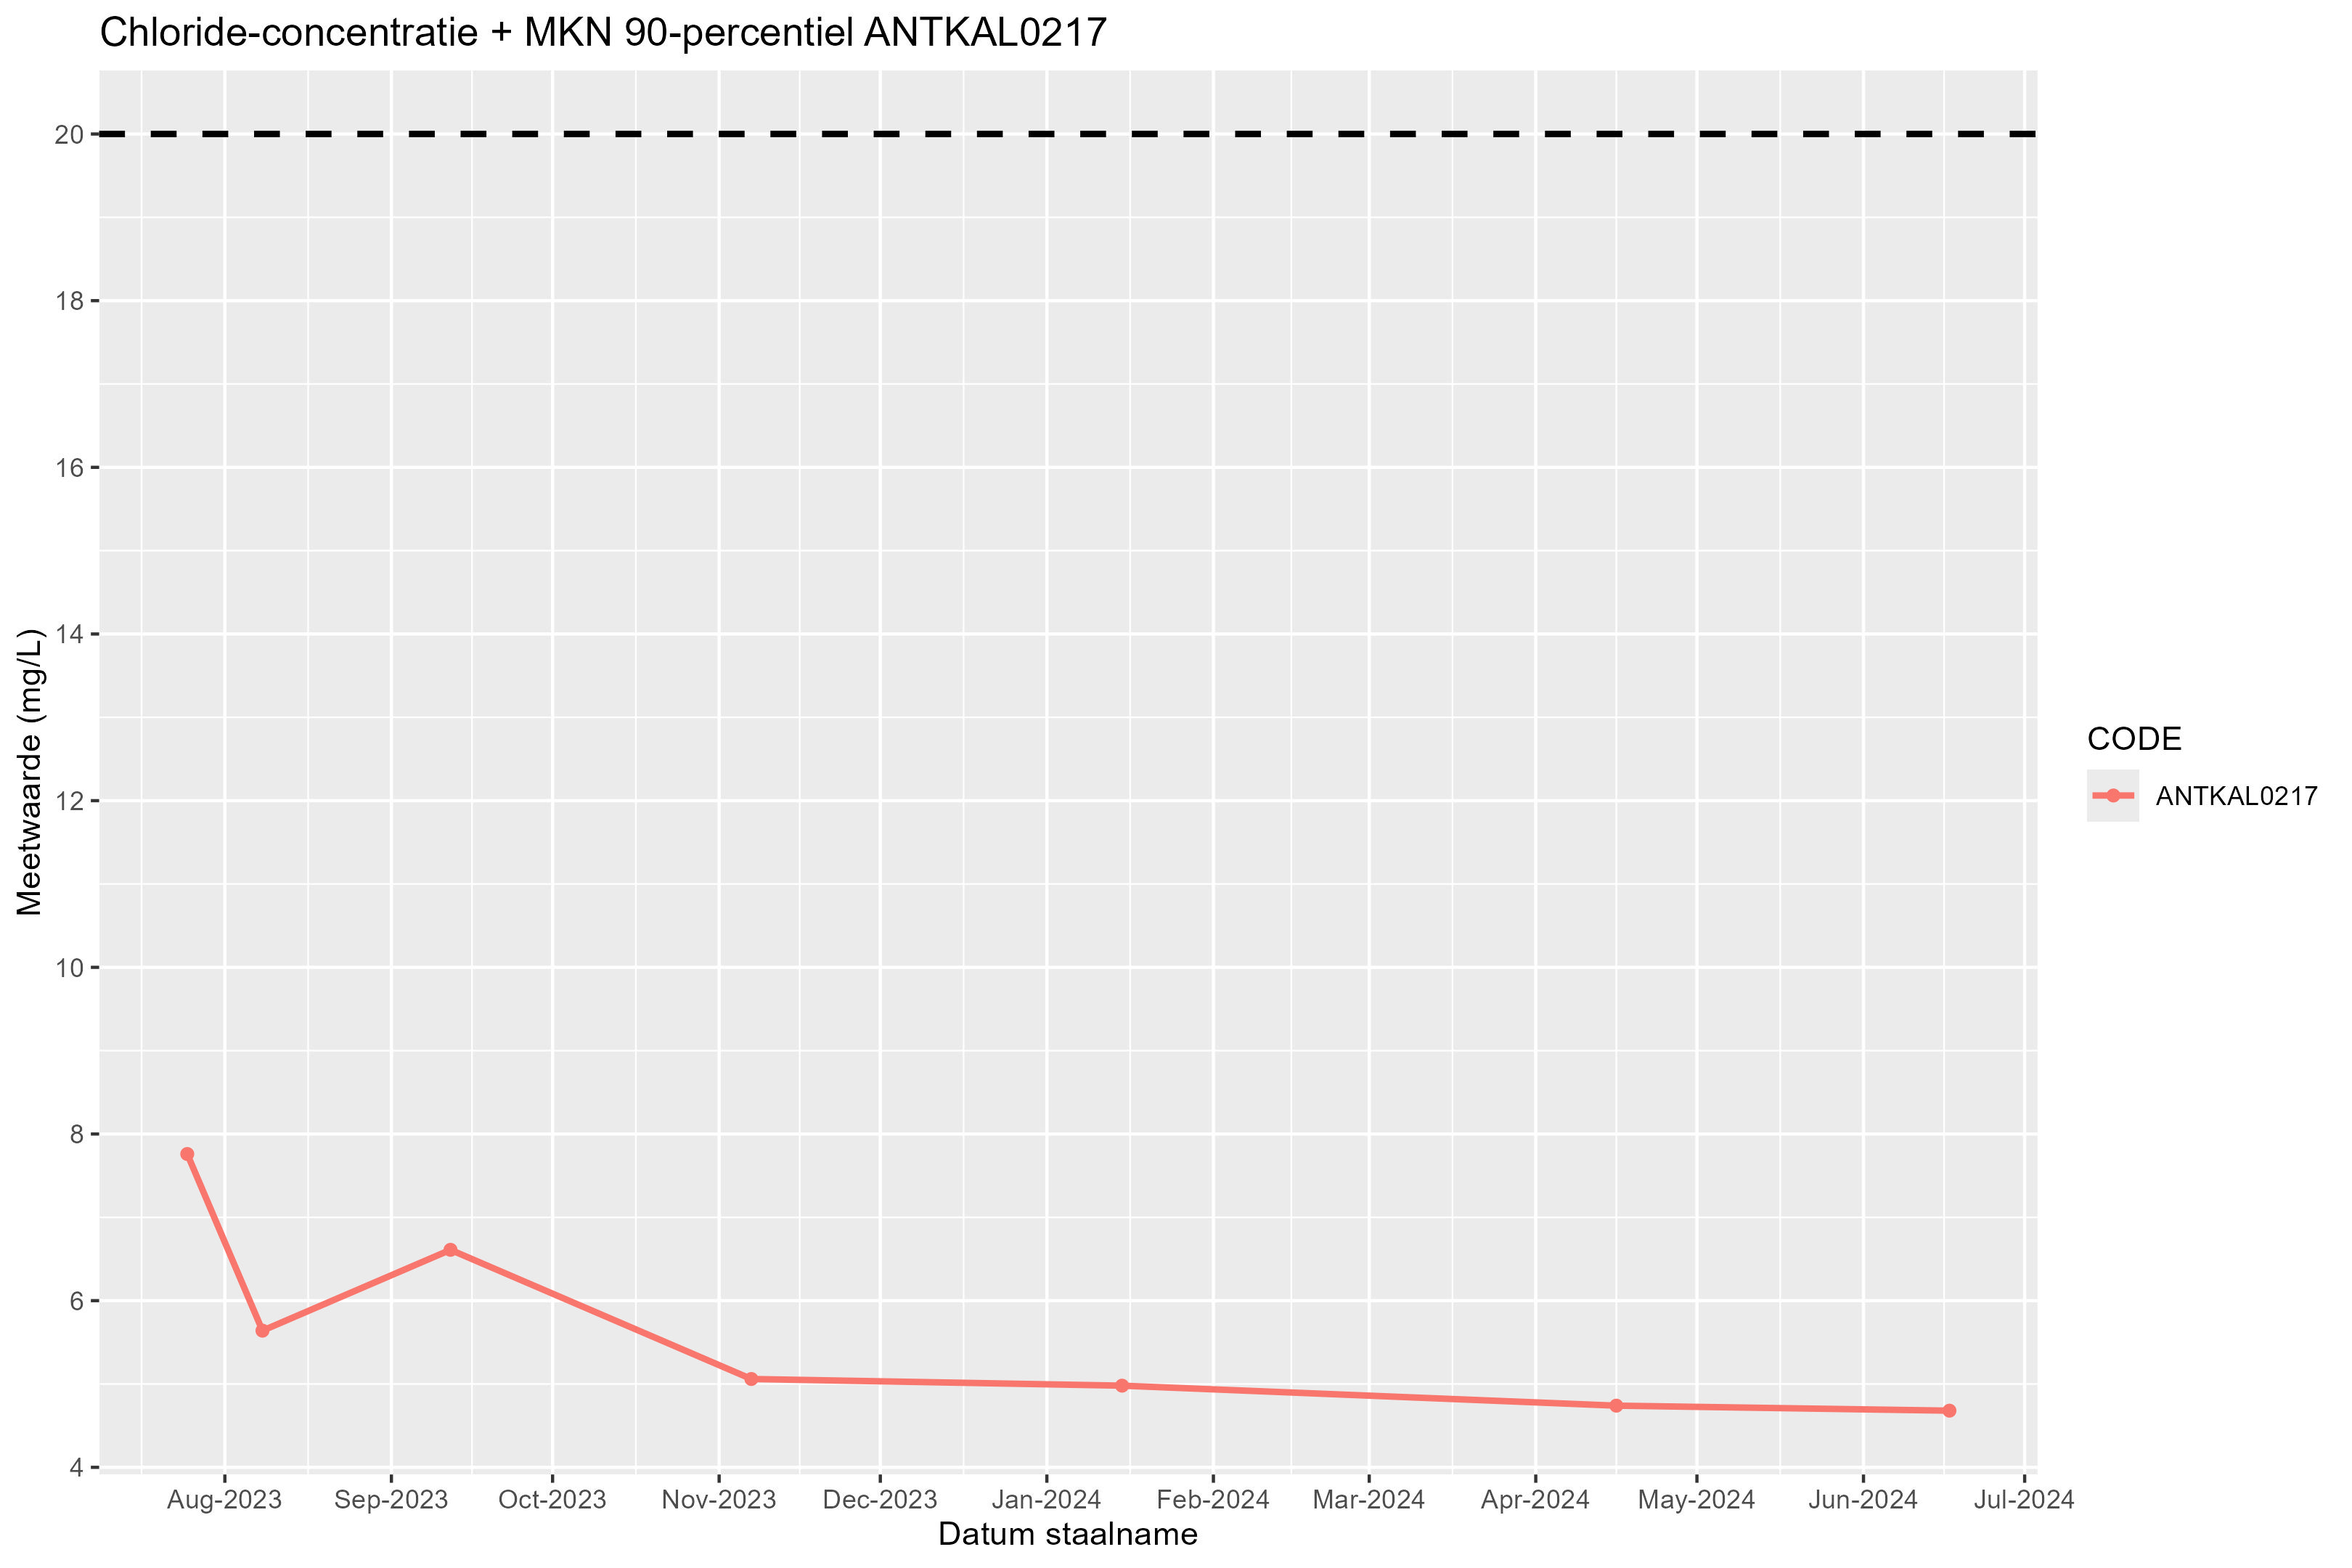 Chloride-concentratie + MKN 90-percentiel ANTKAL0217
Meetwaarde (mg/L)
20
18
16
14
12
10
8
6
4
Aug-2023 Sep-2023 Oct-2023 Nov-2023 Dec-2023 Jan-2024 Feb-2024 Mar-2024 Apr-2024 May-2024 Jun-2024 Jul-2024
Datum staalname
CODE
ANTKAL0217